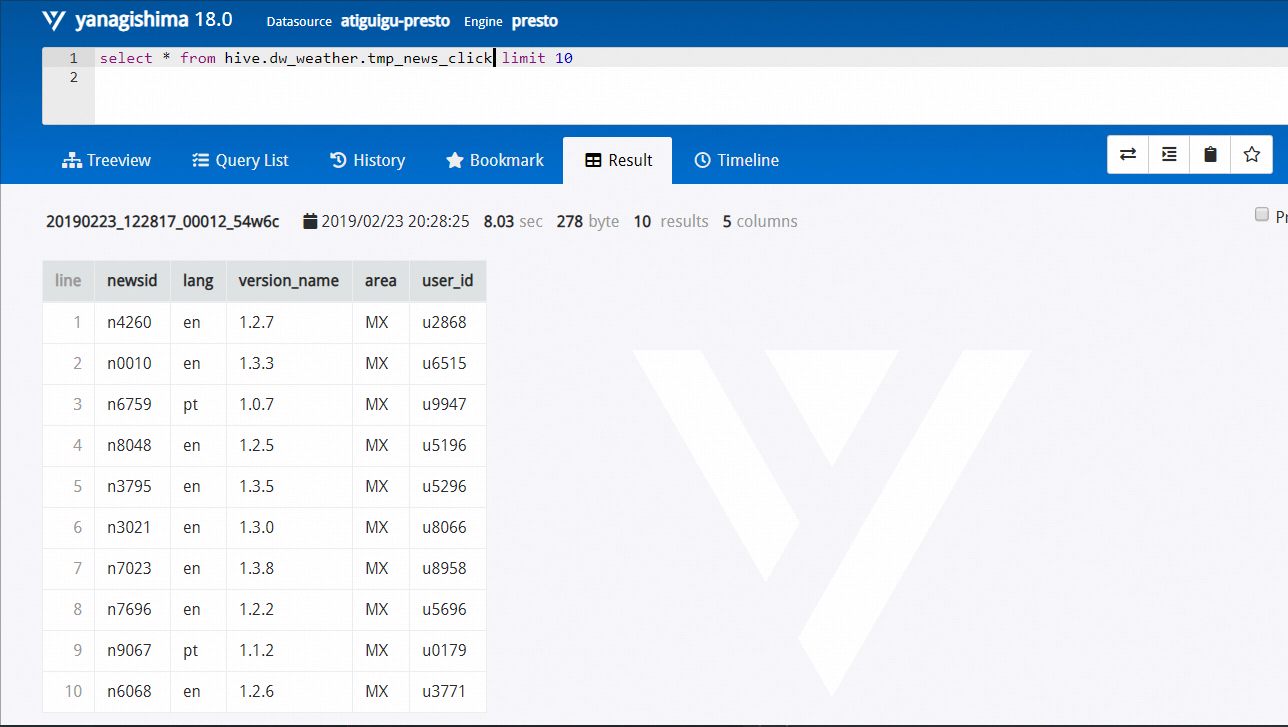 yanagishima 18.0 Datasource atiguigu-presto Engine presto
1 select * from hive.dw_weather.tmp_news_click limit 10
2
Treeview Query List History Bookmark Result Timeline
20190223_122817_00012_54w6c 2019/02/23 20:28:25 8.03 sec 278 byte 10 results 5 columns
line newsid lang version_name area user_id
1 n4260 en 1.2.7 MX u2868
2 n0010 en 1.3.3 MX u6515
3 n6759 pt 1.0.7 MX u9947
4 n8048 en 1.2.5 MX u5196
5 n3795 en 1.3.5 MX u5296
6 n3021 en 1.3.0 MX u8066
7 n7023 en 1.3.8 MX u8958
8 n7696 en 1.2.2 MX u5696
9 n9067 pt 1.1.2 MX u0179
10 n6068 en 1.2.6 MX u3771